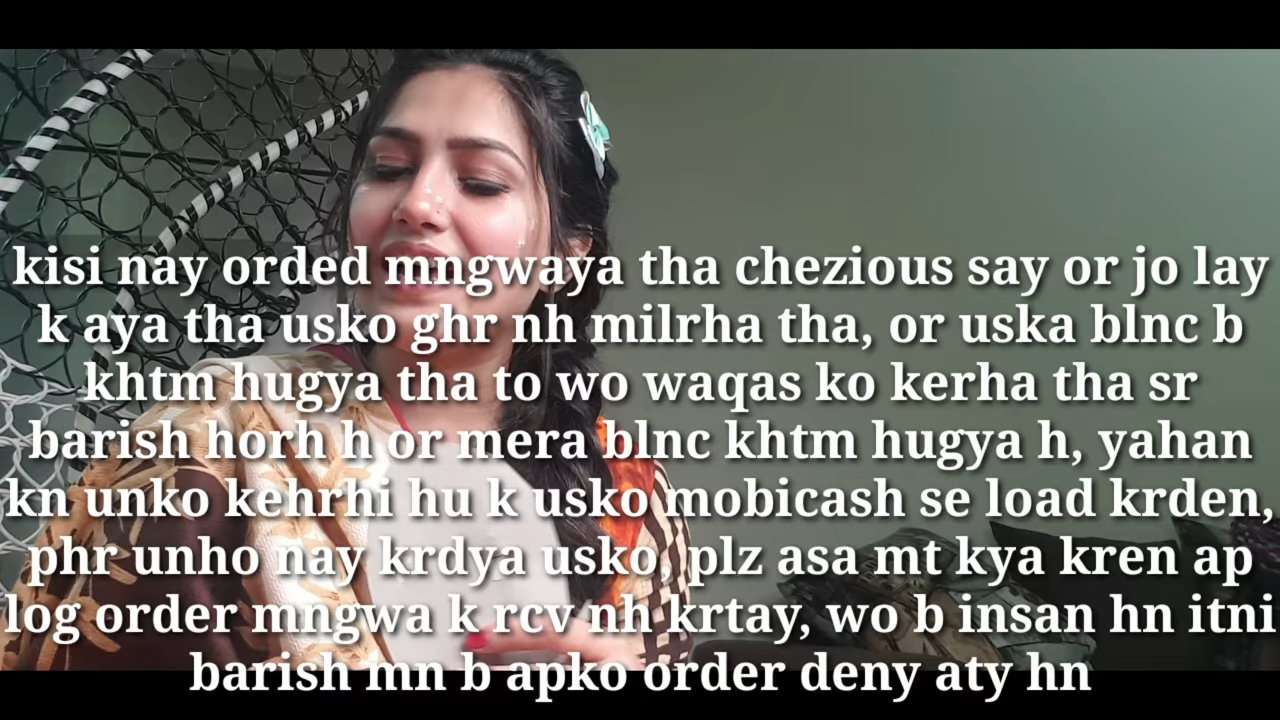 kisi nay orded mngwaya tha chezious say or jo lay
k aya tha usko ghr nh milrha tha, or uska blnc b
khtm hugya tha to wo waqas ko kerha tha sr
barish horh h or mera blnc khtm hugya h, yahan
kn unko kehrhi hu k usko mobicash se load krden,
phr unho nay krdya usko, plz asa mt kya kren ap
log order mngwa k rcv nh krtay, wo b insan hn itni
barish mn b apko order deny aty hn